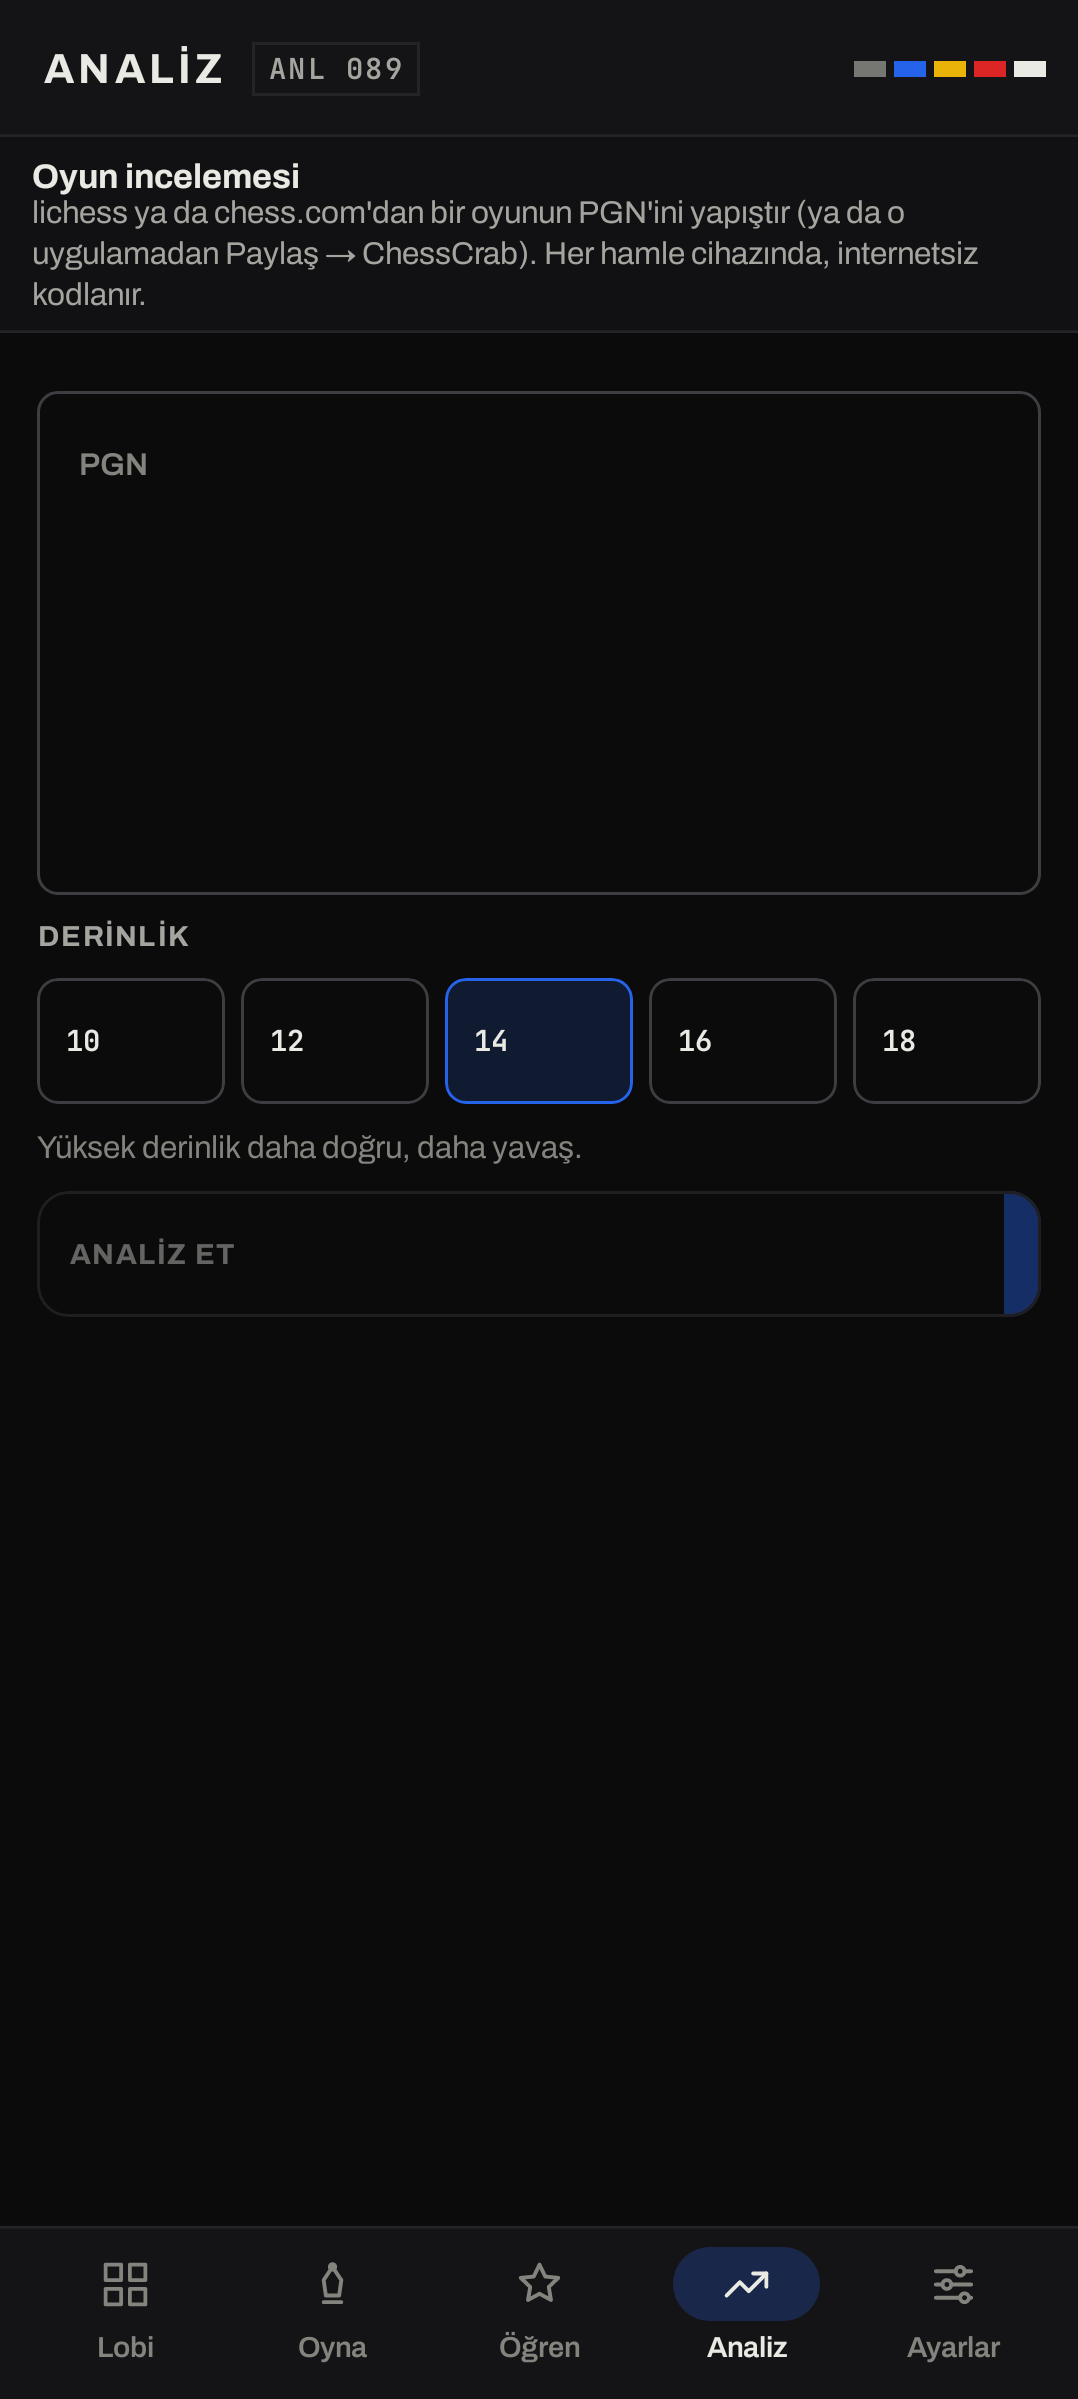 ANALİZ
ANL 089
Oyun incelemesi
lichess ya da chess.com'dan bir oyunun PGN'ini yapıştır (ya da o
uygulamadan Paylaş → ChessCrab). Her hamle cihazında, internetsiz
kodlanır.
PGN
DERİNLİK
10
12
14
16
18
Yüksek derinlik daha doğru, daha yavaş.
ANALİZ ET
Lobi
Oyna
Öğren
Analiz
Ayarlar